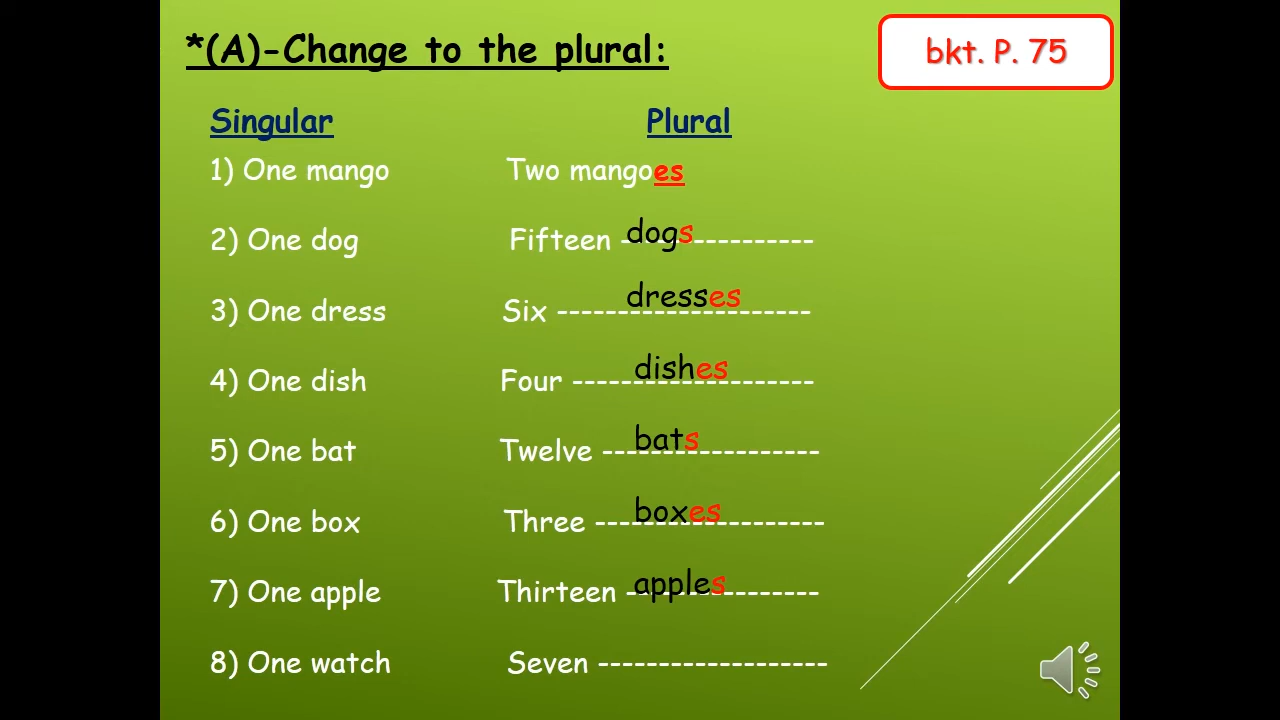 *(A)-Change to the plural:
bkt. P. 75
Singular Plural
1) One mango Two mangoes
2) One dog Fifteen dogs----------------
3) One dress Six dresses---------------------
4) One dish Four dishes--------------------
5) One bat Twelve bats------------------
6) One box Three boxes-------------------
7) One apple Thirteen apples----------------
8) One watch Seven -------------------